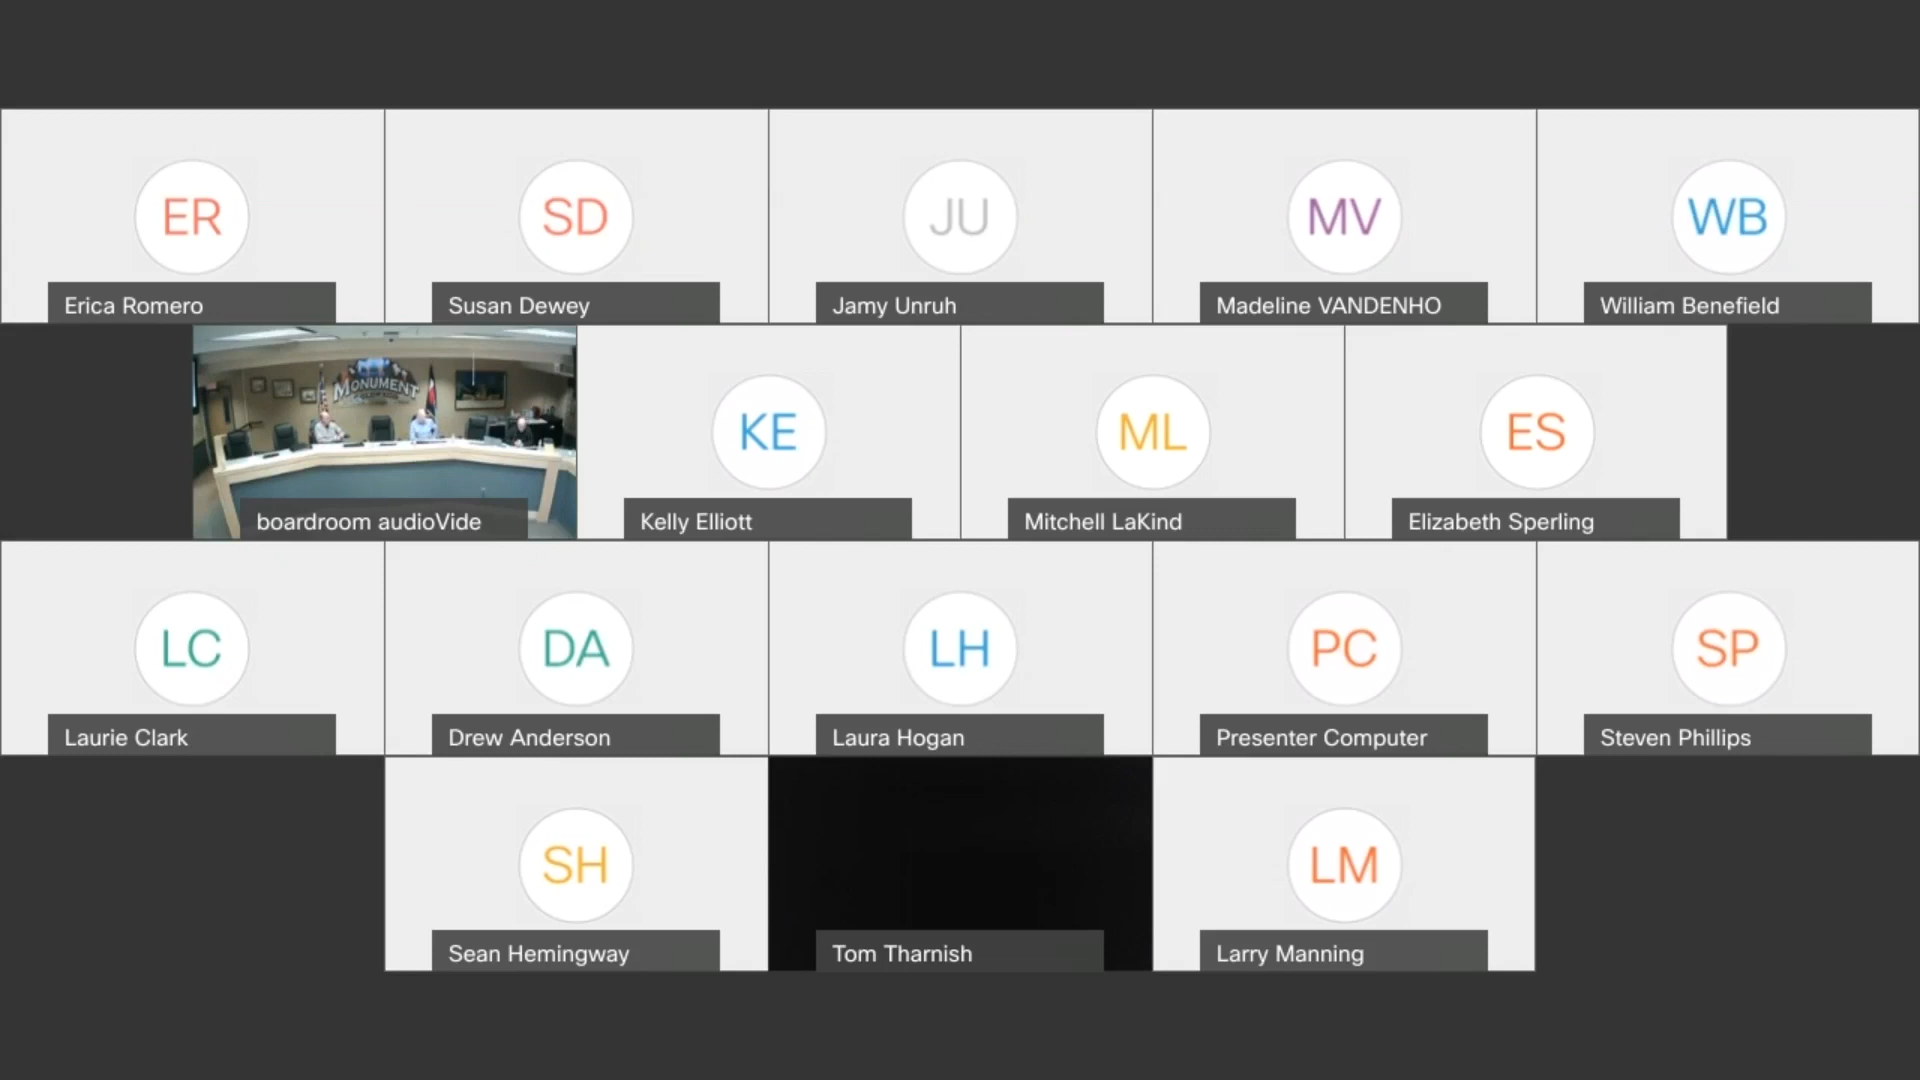 ER
SD
JU
MV
WB
Erica Romero
Susan Dewey
Jamy Unruh
Madeline VANDENHO
William Benefield
MONUMENT
KE
ML
ES
boardroom audioVide
Kelly Elliott
Mitchell LaKind
Elizabeth Sperling
LC
DA
LH
PC
SP
Laurie Clark
Drew Anderson
Laura Hogan
Presenter Computer
Steven Phillips
SH
LM
Sean Hemingway
Tom Tharnish
Larry Manning